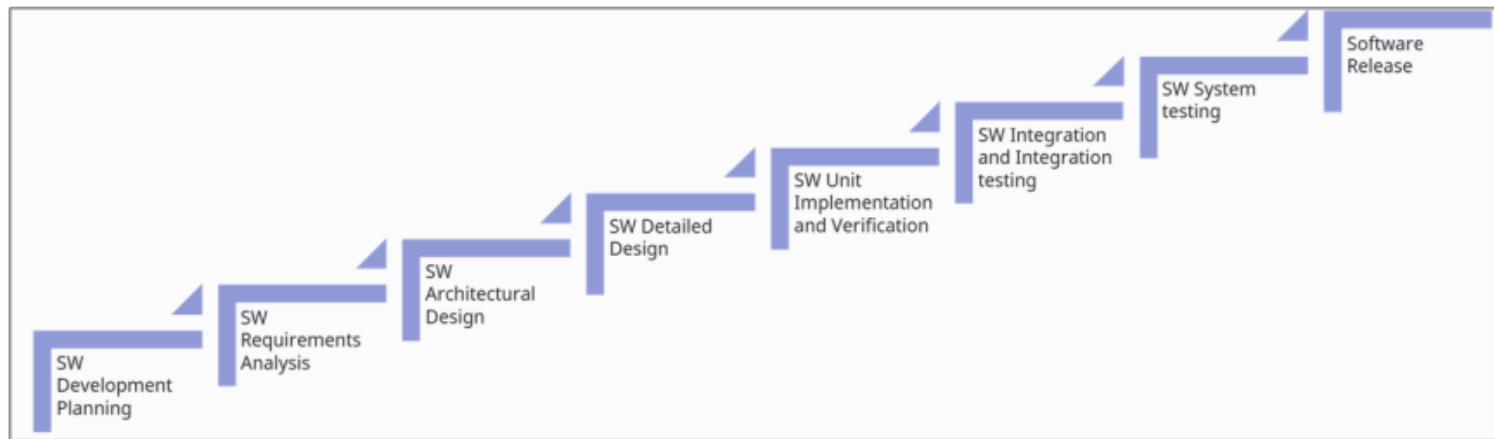 SW
Development
Planning
SW
Requirements
Analysis
SW
Architectural
Design
SW Detailed
Design
SW Unit
Implementation
and Verification
SW Integration
and Integration
testing
SW System
testing
Software
Release